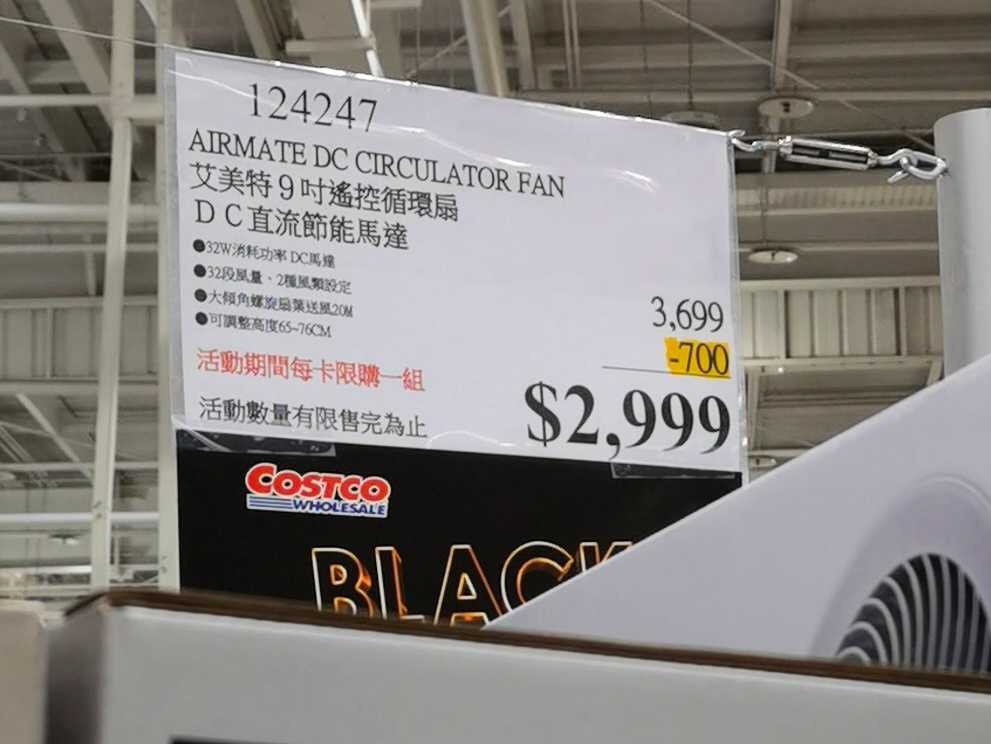 124247
AIRMATE DC CIRCULATOR FAN
艾美特9吋遙控循環扇
DC直流節能馬達
●32W消耗功率 DC馬達
●32段風量、2種風類設定
●大傾角螺旋扇葉送風20M
●可調整高度65~76CM
3,699
-700
活動期間每卡限購一組
$2,999
活動數量有限售完為止
COSTCO
WHOLESALE
BLACK